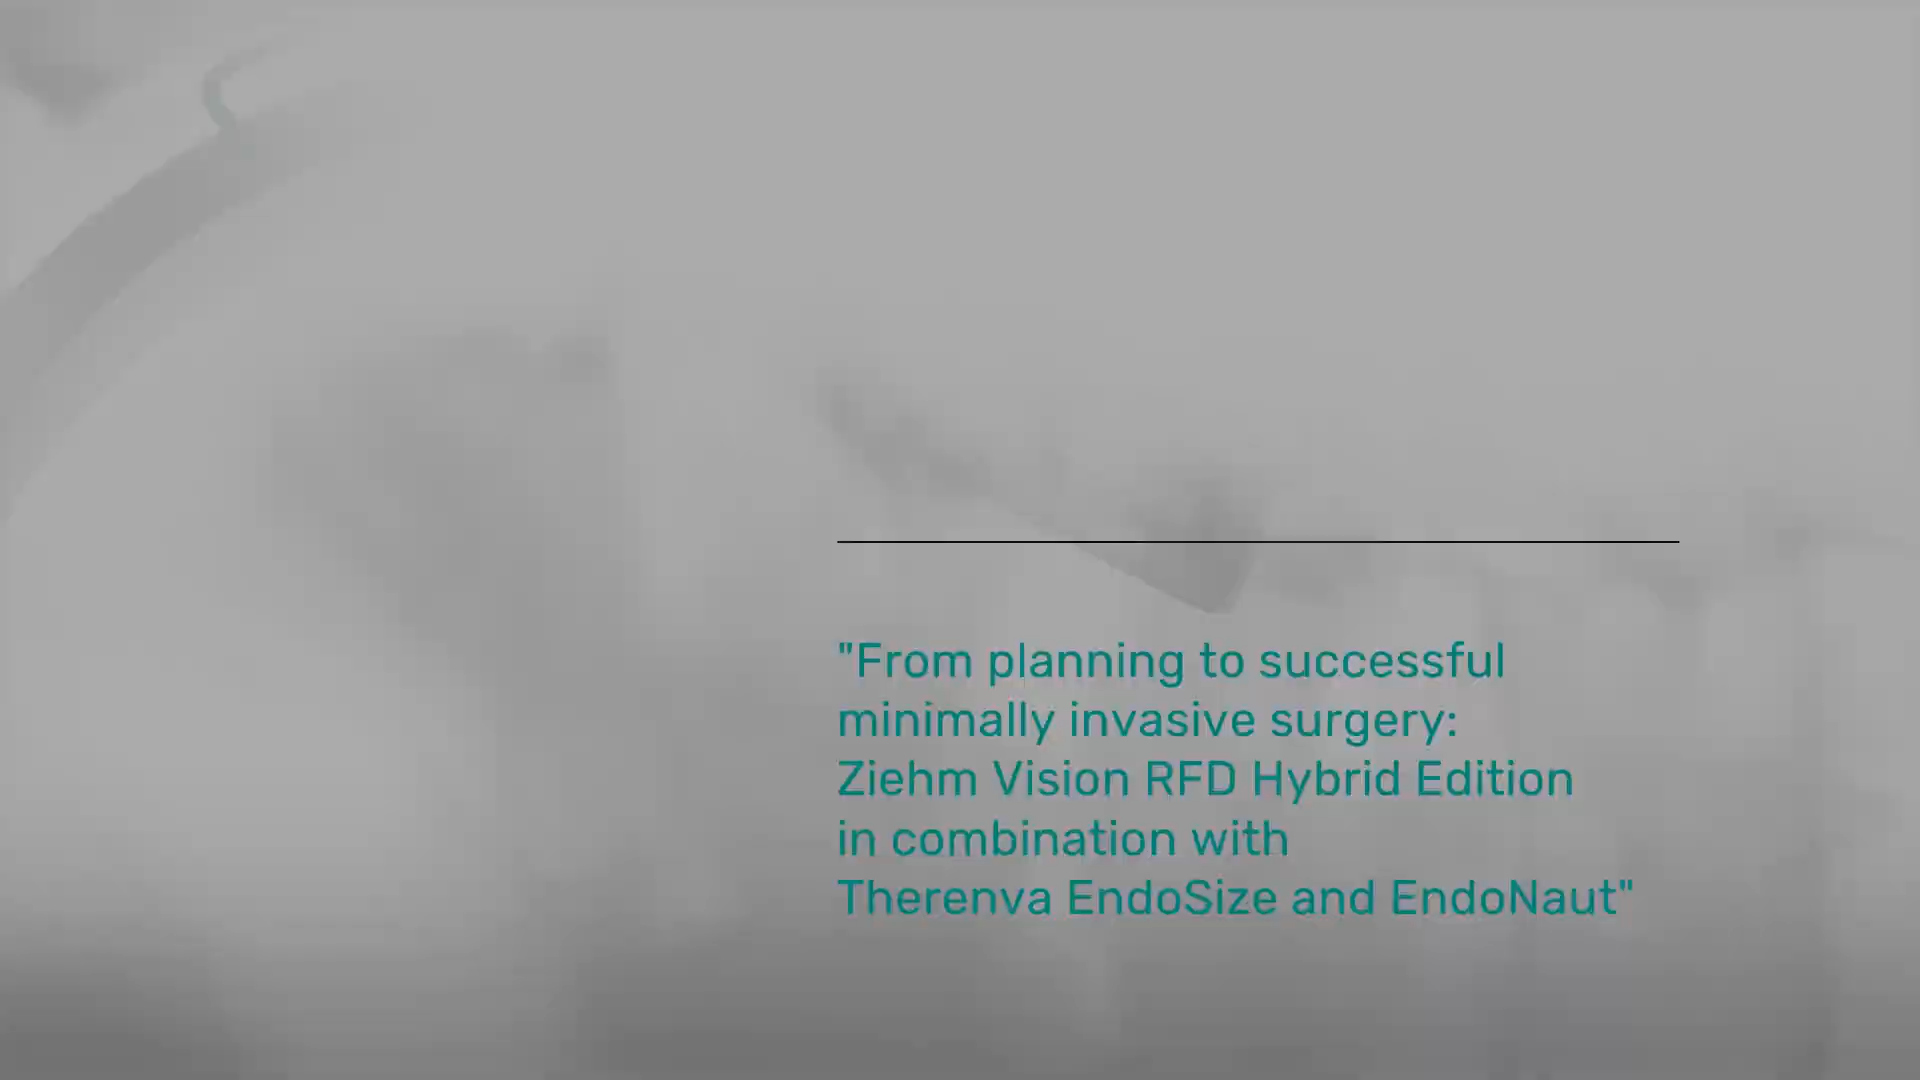 "From planning to successful
minimally invasive surgery:
Ziehm Vision RFD Hybrid Edition
in combination with
Therenva EndoSize and EndoNaut"